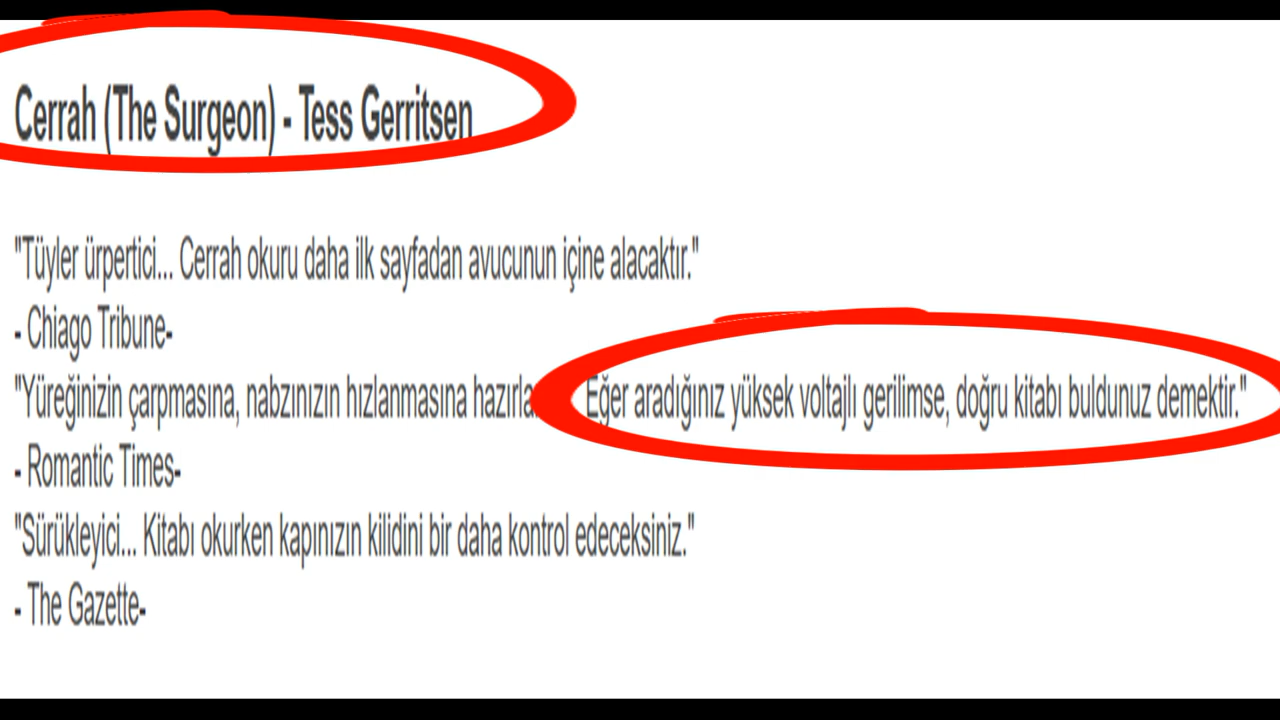 Cerrah (The Surgeon) - Tess Gerritsen
"Tüyler ürpertici... Cerrah okuru daha ilk sayfadan avucunun içine alacaktır."
- Chiago Tribune-
"Yüreğinizin çarpmasına, nabzınızın hızlanmasına Eğer aradığınız yüksek voltajlı gerilimse, doğru kitabı buldunuz demektir."
- Romantic Times-
"Sürükleyici... Kitabı okurken kapınızın kilidini bir daha kontrol edeceksiniz."
- The Gazette-